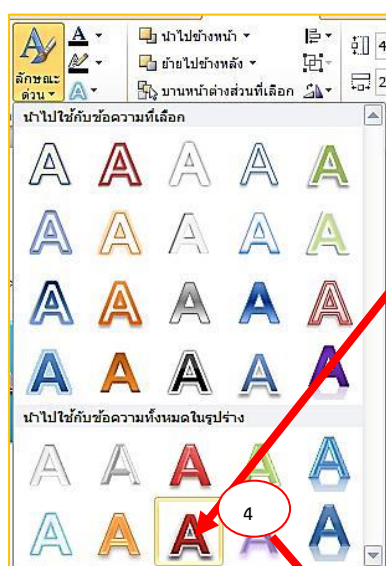 A นำไปข้างหน้า
ย้ายไปข้างหลัง
ลักษณะ
ด่วน A บานหน้าต่างส่วนที่เลือก
4
2
นำไปใช้กับข้อความที่เลือก
A A A A A
A A A A A
A A A A A
A A A A A
นำไปใช้กับข้อความทั้งหมดในรูปร่าง
A A A A A
A A A A A
4